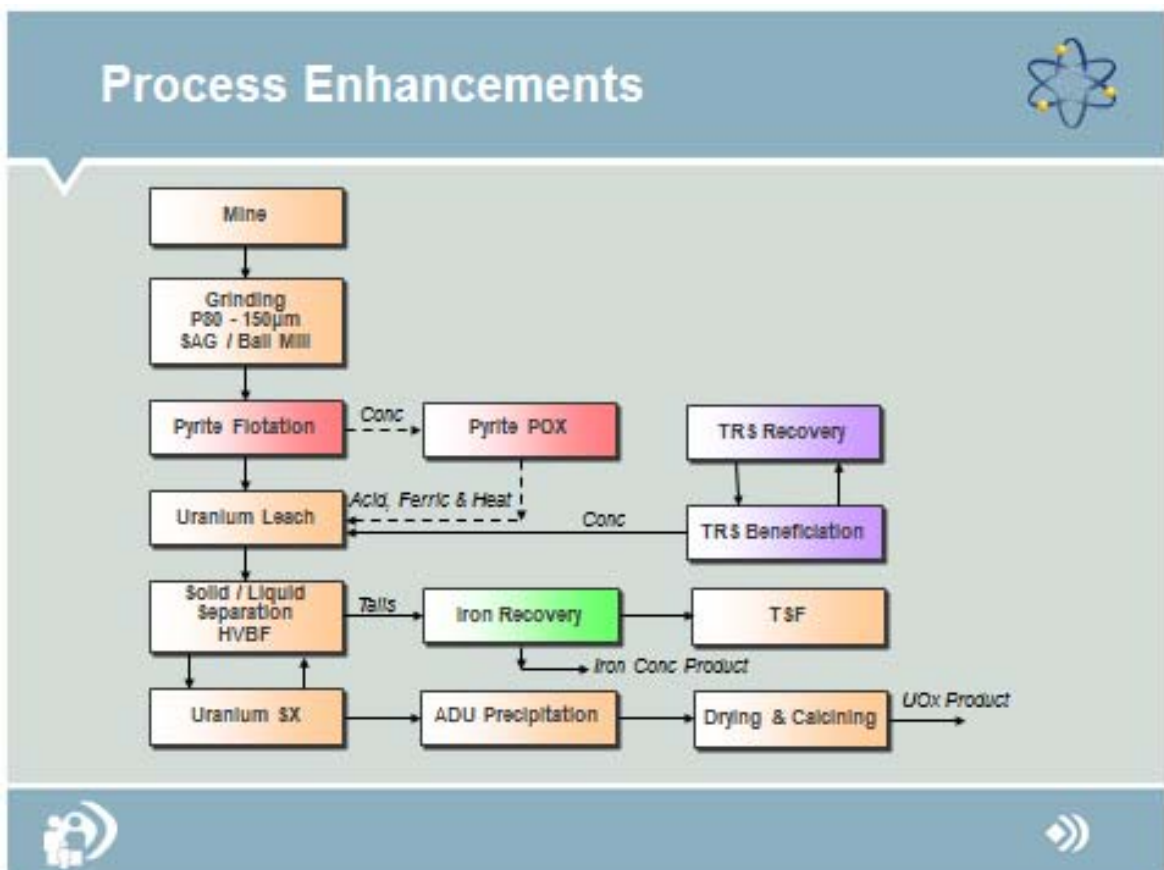 Process Enhancements
Mine
Grinding
P80 - 150µm
SAG / Ball Mill
Pyrite Flotation
Conc
Pyrite POX
TRS Recovery
Acid, Ferric & Heat
Uranium Leach
Conc
TRS Beneficiation
Solid / Liquid
Separation
HVBF
Tails
Iron Recovery
TSF
Iron Conc Product
Uranium SX
ADU Precipitation
Drying & Calcining
UOx Product